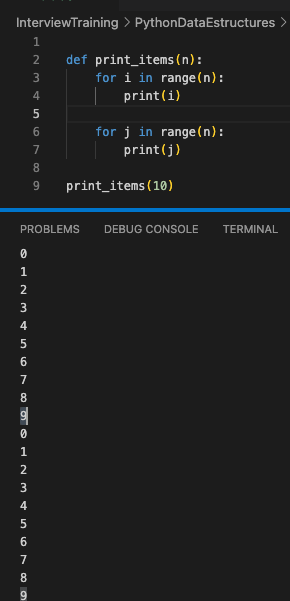 InterviewTraining > PythonDataEstructures >
1
2 def print_items(n):
3     for i in range(n):
4         print(i)
5
6     for j in range(n):
7         print(j)
8
9 print_items(10)
PROBLEMS DEBUG CONSOLE TERMINAL
0
1
2
3
4
5
6
7
8
9
0
1
2
3
4
5
6
7
8
9